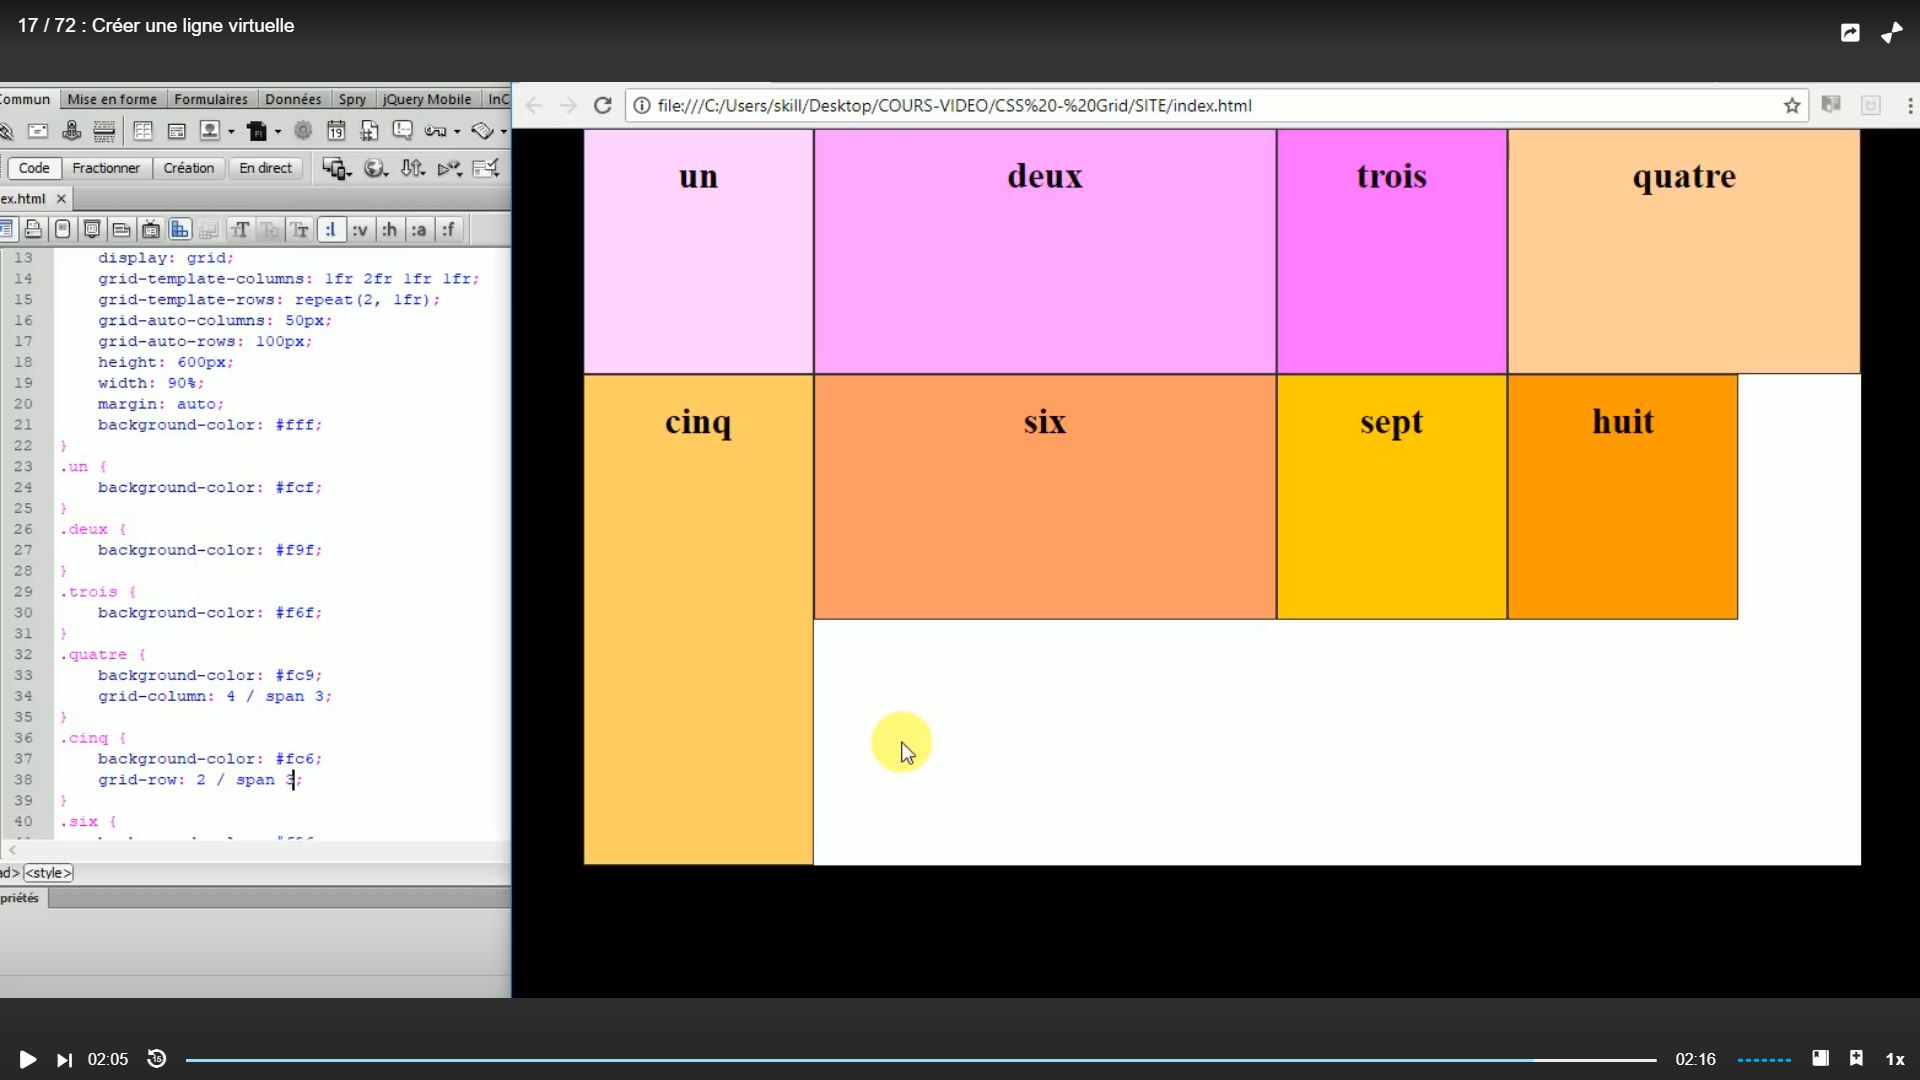 17 / 72 : Créer une ligne virtuelle
ommun Mise en forme Formulaires Données Spry jQuery Mobile InC
file:///C:/Users/skill/Desktop/COURS-VIDEO/CSS%20-%20Grid/SITE/index.html
Code Fractionner Création En direct
ex.html
:l :v :h :a :f
13 display: grid;
14 grid-template-columns: 1fr 2fr 1fr 1fr;
15 grid-template-rows: repeat(2, 1fr);
16 grid-auto-columns: 50px;
17 grid-auto-rows: 100px;
18 height: 600px;
19 width: 90%;
20 margin: auto;
21 background-color: #fff;
22 }
23 .un {
24 background-color: #fcf;
25 }
26 .deux {
27 background-color: #f9f;
28 }
29 .trois {
30 background-color: #f6f;
31 }
32 .quatre {
33 background-color: #fc9;
34 grid-column: 4 / span 3;
35 }
36 .cinq {
37 background-color: #fc6;
38 grid-row: 2 / span 3;
39 }
40 .six {
ad> <style>
priétés
un deux trois quatre
cinq six sept huit
02:05 15 02:16 1x